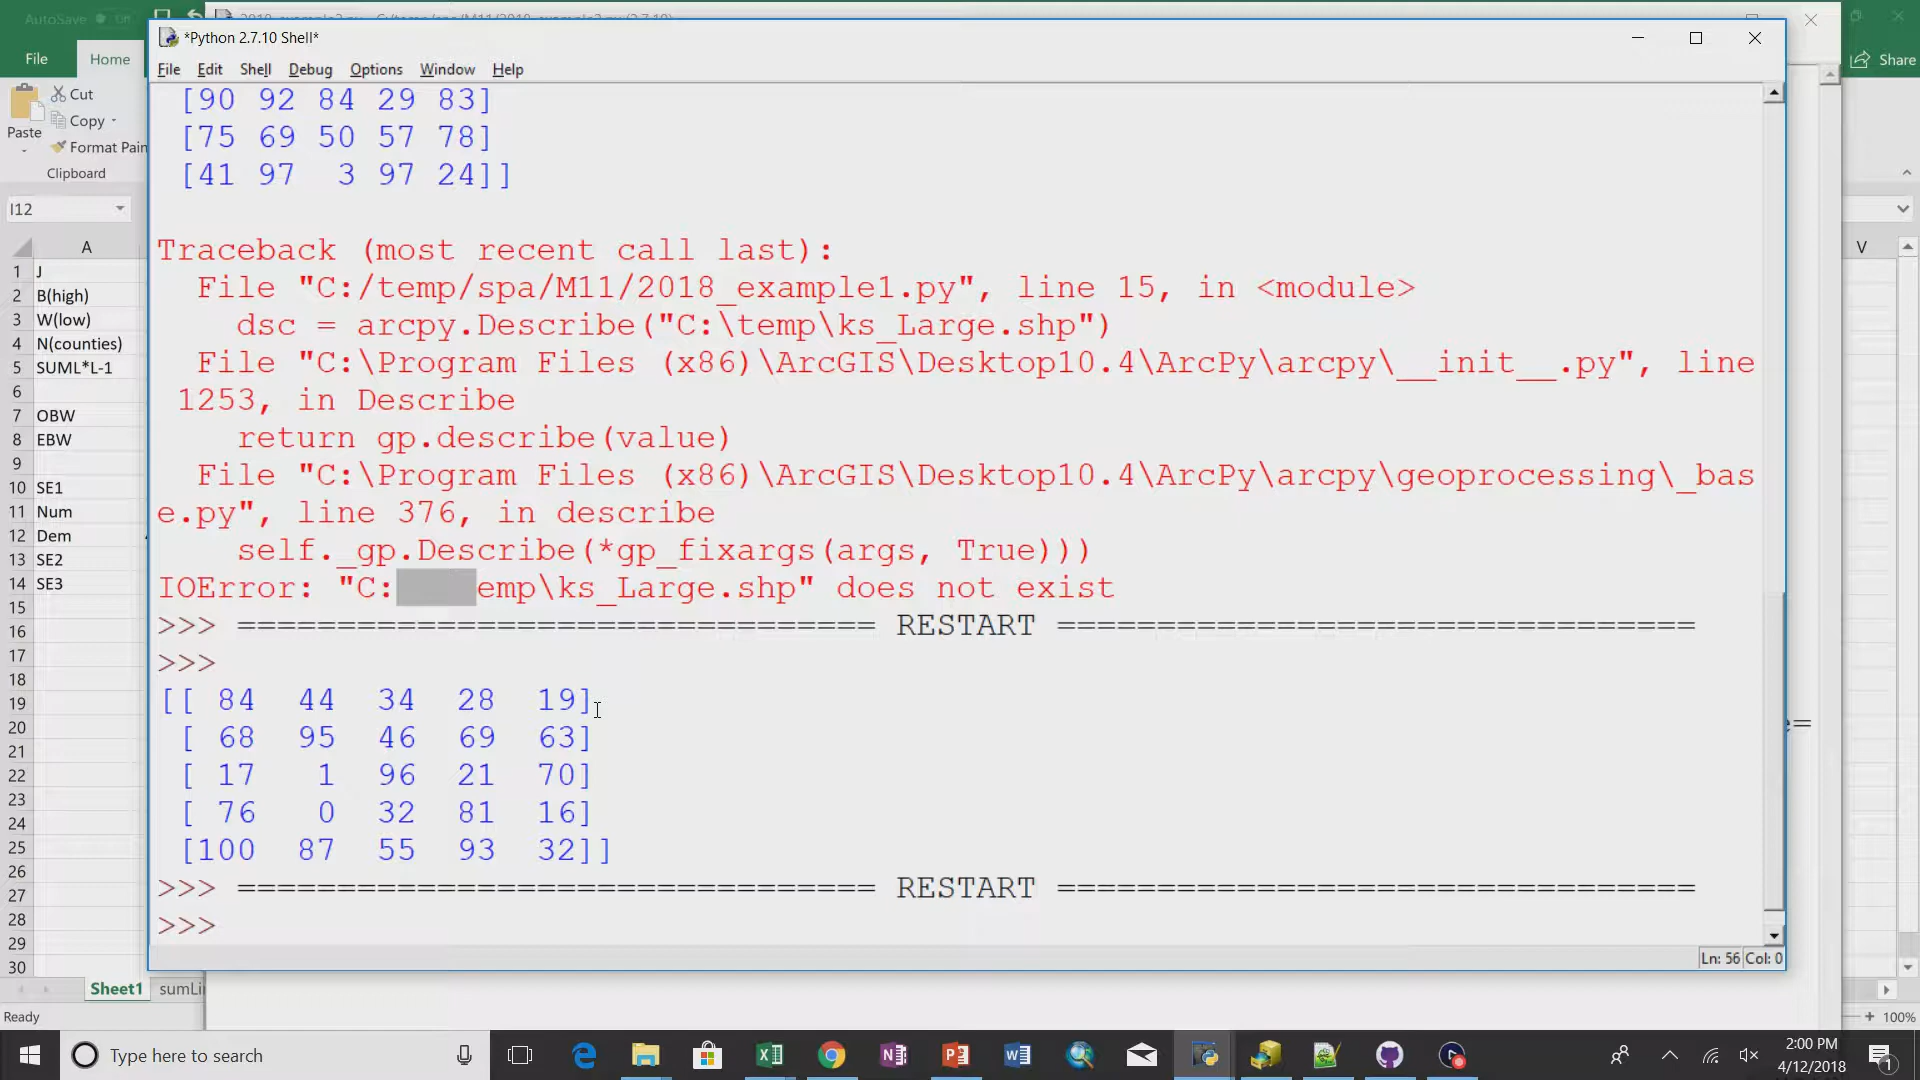 AutoSave Off
*Python 2.7.10 Shell*
File Edit Shell Debug Options Window Help
File Home
Share
Cut
Copy
Format Pain
Paste
Clipboard
I12
A
V
1 J
2 B(high)
3 W(low)
4 N(counties)
5 SUML*L-1
6
7 OBW
8 EBW
9
10 SE1
11 Num
12 Dem
13 SE2
14 SE3
15
16
17
18
19
20
21
22
23
24
25
26
27
28
29
30
[90 92 84 29 83]
[75 69 50 57 78]
[41 97 3 97 24]]
Traceback (most recent call last):
File "C:/temp/spa/M11/2018_example1.py", line 15, in <module>
dsc = arcpy.Describe("C:\temp\ks_Large.shp")
File "C:\Program Files (x86)\ArcGIS\Desktop10.4\ArcPy\arcpy\__init__.py", line
1253, in Describe
return gp.describe(value)
File "C:\Program Files (x86)\ArcGIS\Desktop10.4\ArcPy\arcpy\geoprocessing\_bas
e.py", line 376, in describe
self._gp.Describe(*gp_fixargs(args, True)))
IOError: "C: emp\ks_Large.shp" does not exist
>>> ================================ RESTART ================================
>>>
[[ 84 44 34 28 19]
[ 68 95 46 69 63]
[ 17 1 96 21 70]
[ 76 0 32 81 16]
[100 87 55 93 32]]
>>> ================================ RESTART ================================
>>>
Ln: 56 Col: 0
Sheet1 sumLi
Ready
100%
Type here to search
2:00 PM
4/12/2018
1